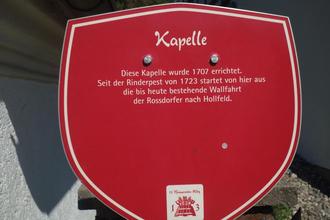 Kapelle
Diese Kapelle wurde 1707 errichtet.
Seit der Rinderpest von 1723 startet von hier aus
die bis heute bestehende Wallfahrt
der Rossdorfer nach Hollfeld.
13